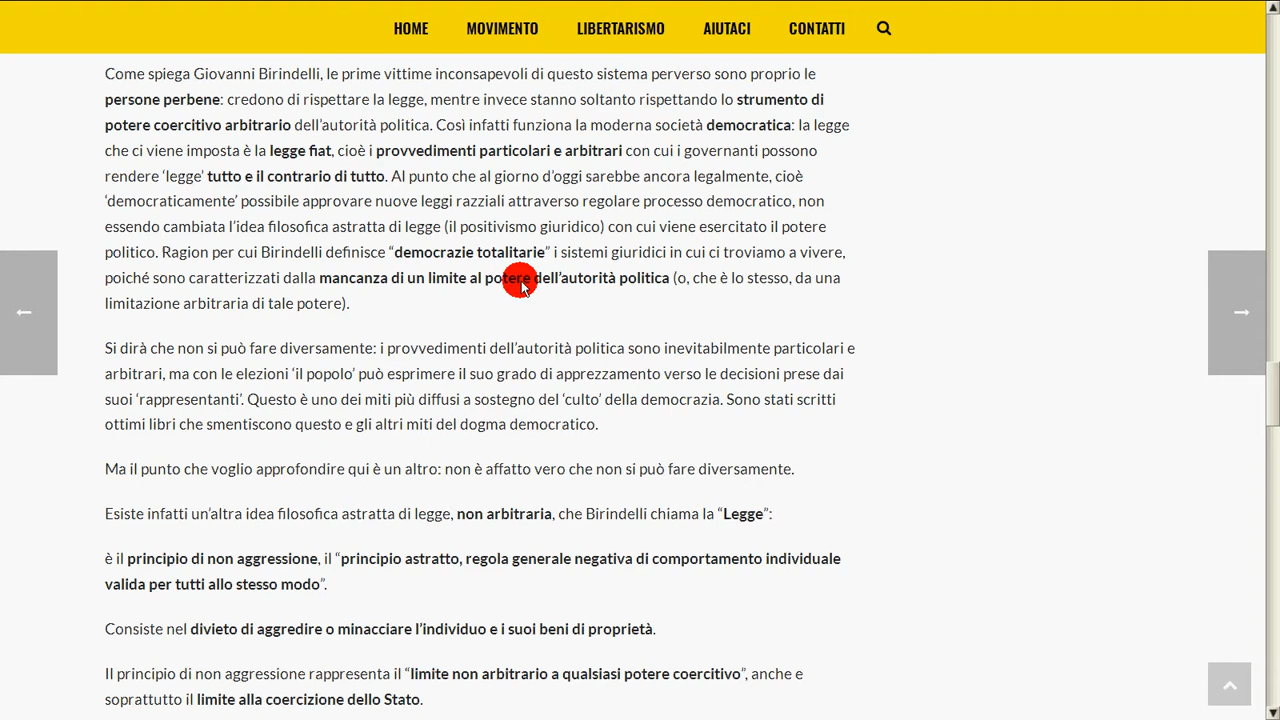 HOME MOVIMENTO LIBERTARISMO AIUTACI CONTATTI
Come spiega Giovanni Birindelli, le prime vittime inconsapevoli di questo sistema perverso sono proprio le
persone perbene: credono di rispettare la legge, mentre invece stanno soltanto rispettando lo strumento di
potere coercitivo arbitrario dell’autorità politica. Così infatti funziona la moderna società democratica: la legge
che ci viene imposta è la legge fiat, cioè i provvedimenti particolari e arbitrari con cui i governanti possono
rendere ‘legge’ tutto e il contrario di tutto. Al punto che al giorno d’oggi sarebbe ancora legalmente, cioè
‘democraticamente’ possibile approvare nuove leggi razziali attraverso regolare processo democratico, non
essendo cambiata l’idea filosofica astratta di legge (il positivismo giuridico) con cui viene esercitato il potere
politico. Ragion per cui Birindelli definisce “democrazie totalitarie” i sistemi giuridici in cui ci troviamo a vivere,
poiché sono caratterizzati dalla mancanza di un limite al potere dell’autorità politica (o, che è lo stesso, da una
limitazione arbitraria di tale potere).
Si dirà che non si può fare diversamente: i provvedimenti dell’autorità politica sono inevitabilmente particolari e
arbitrari, ma con le elezioni ‘il popolo’ può esprimere il suo grado di apprezzamento verso le decisioni prese dai
suoi ‘rappresentanti’. Questo è uno dei miti più diffusi a sostegno del ‘culto’ della democrazia. Sono stati scritti
ottimi libri che smentiscono questo e gli altri miti del dogma democratico.
Ma il punto che voglio approfondire qui è un altro: non è affatto vero che non si può fare diversamente.
Esiste infatti un’altra idea filosofica astratta di legge, non arbitraria, che Birindelli chiama la “Legge”:
è il principio di non aggressione, il “principio astratto, regola generale negativa di comportamento individuale
valida per tutti allo stesso modo”.
Consiste nel divieto di aggredire o minacciare l’individuo e i suoi beni di proprietà.
Il principio di non aggressione rappresenta il “limite non arbitrario a qualsiasi potere coercitivo”, anche e
soprattutto il limite alla coercizione dello Stato.